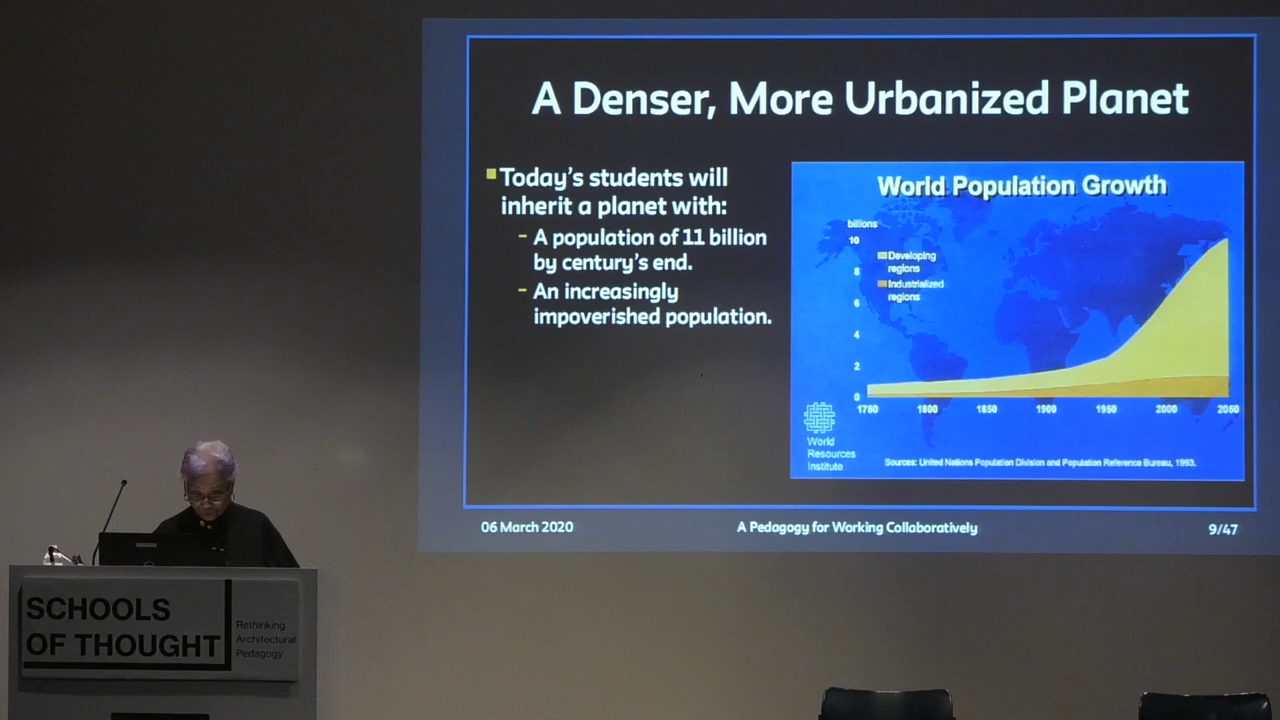 A Denser, More Urbanized Planet
Today's students will
inherit a planet with:
- A population of 11 billion
by century's end.
- An increasingly
impoverished population.
World Population Growth
billions
10
8
6
4
2
0
Developing
regions
Industrialized
regions
1750 1800 1850 1900 1950 2000 2050
World
Resources
Institute
Sources: United Nations Population Division and Population Reference Bureau, 1993.
06 March 2020
A Pedagogy for Working Collaboratively
9/47
SCHOOLS
OF THOUGHT
Rethinking
Architectural
Pedagogy